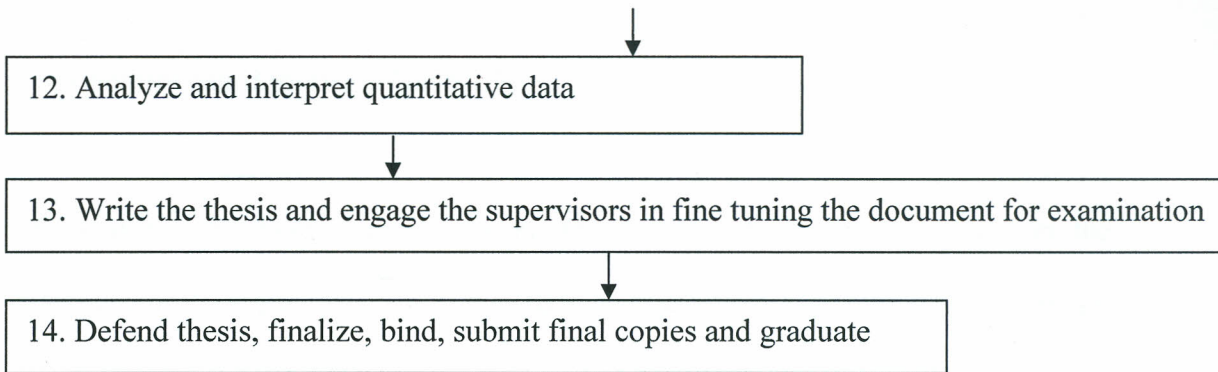 12. Analyze and interpret quantitative data
13. Write the thesis and engage the supervisors in fine tuning the document for examination
14. Defend thesis, finalize, bind, submit final copies and graduate